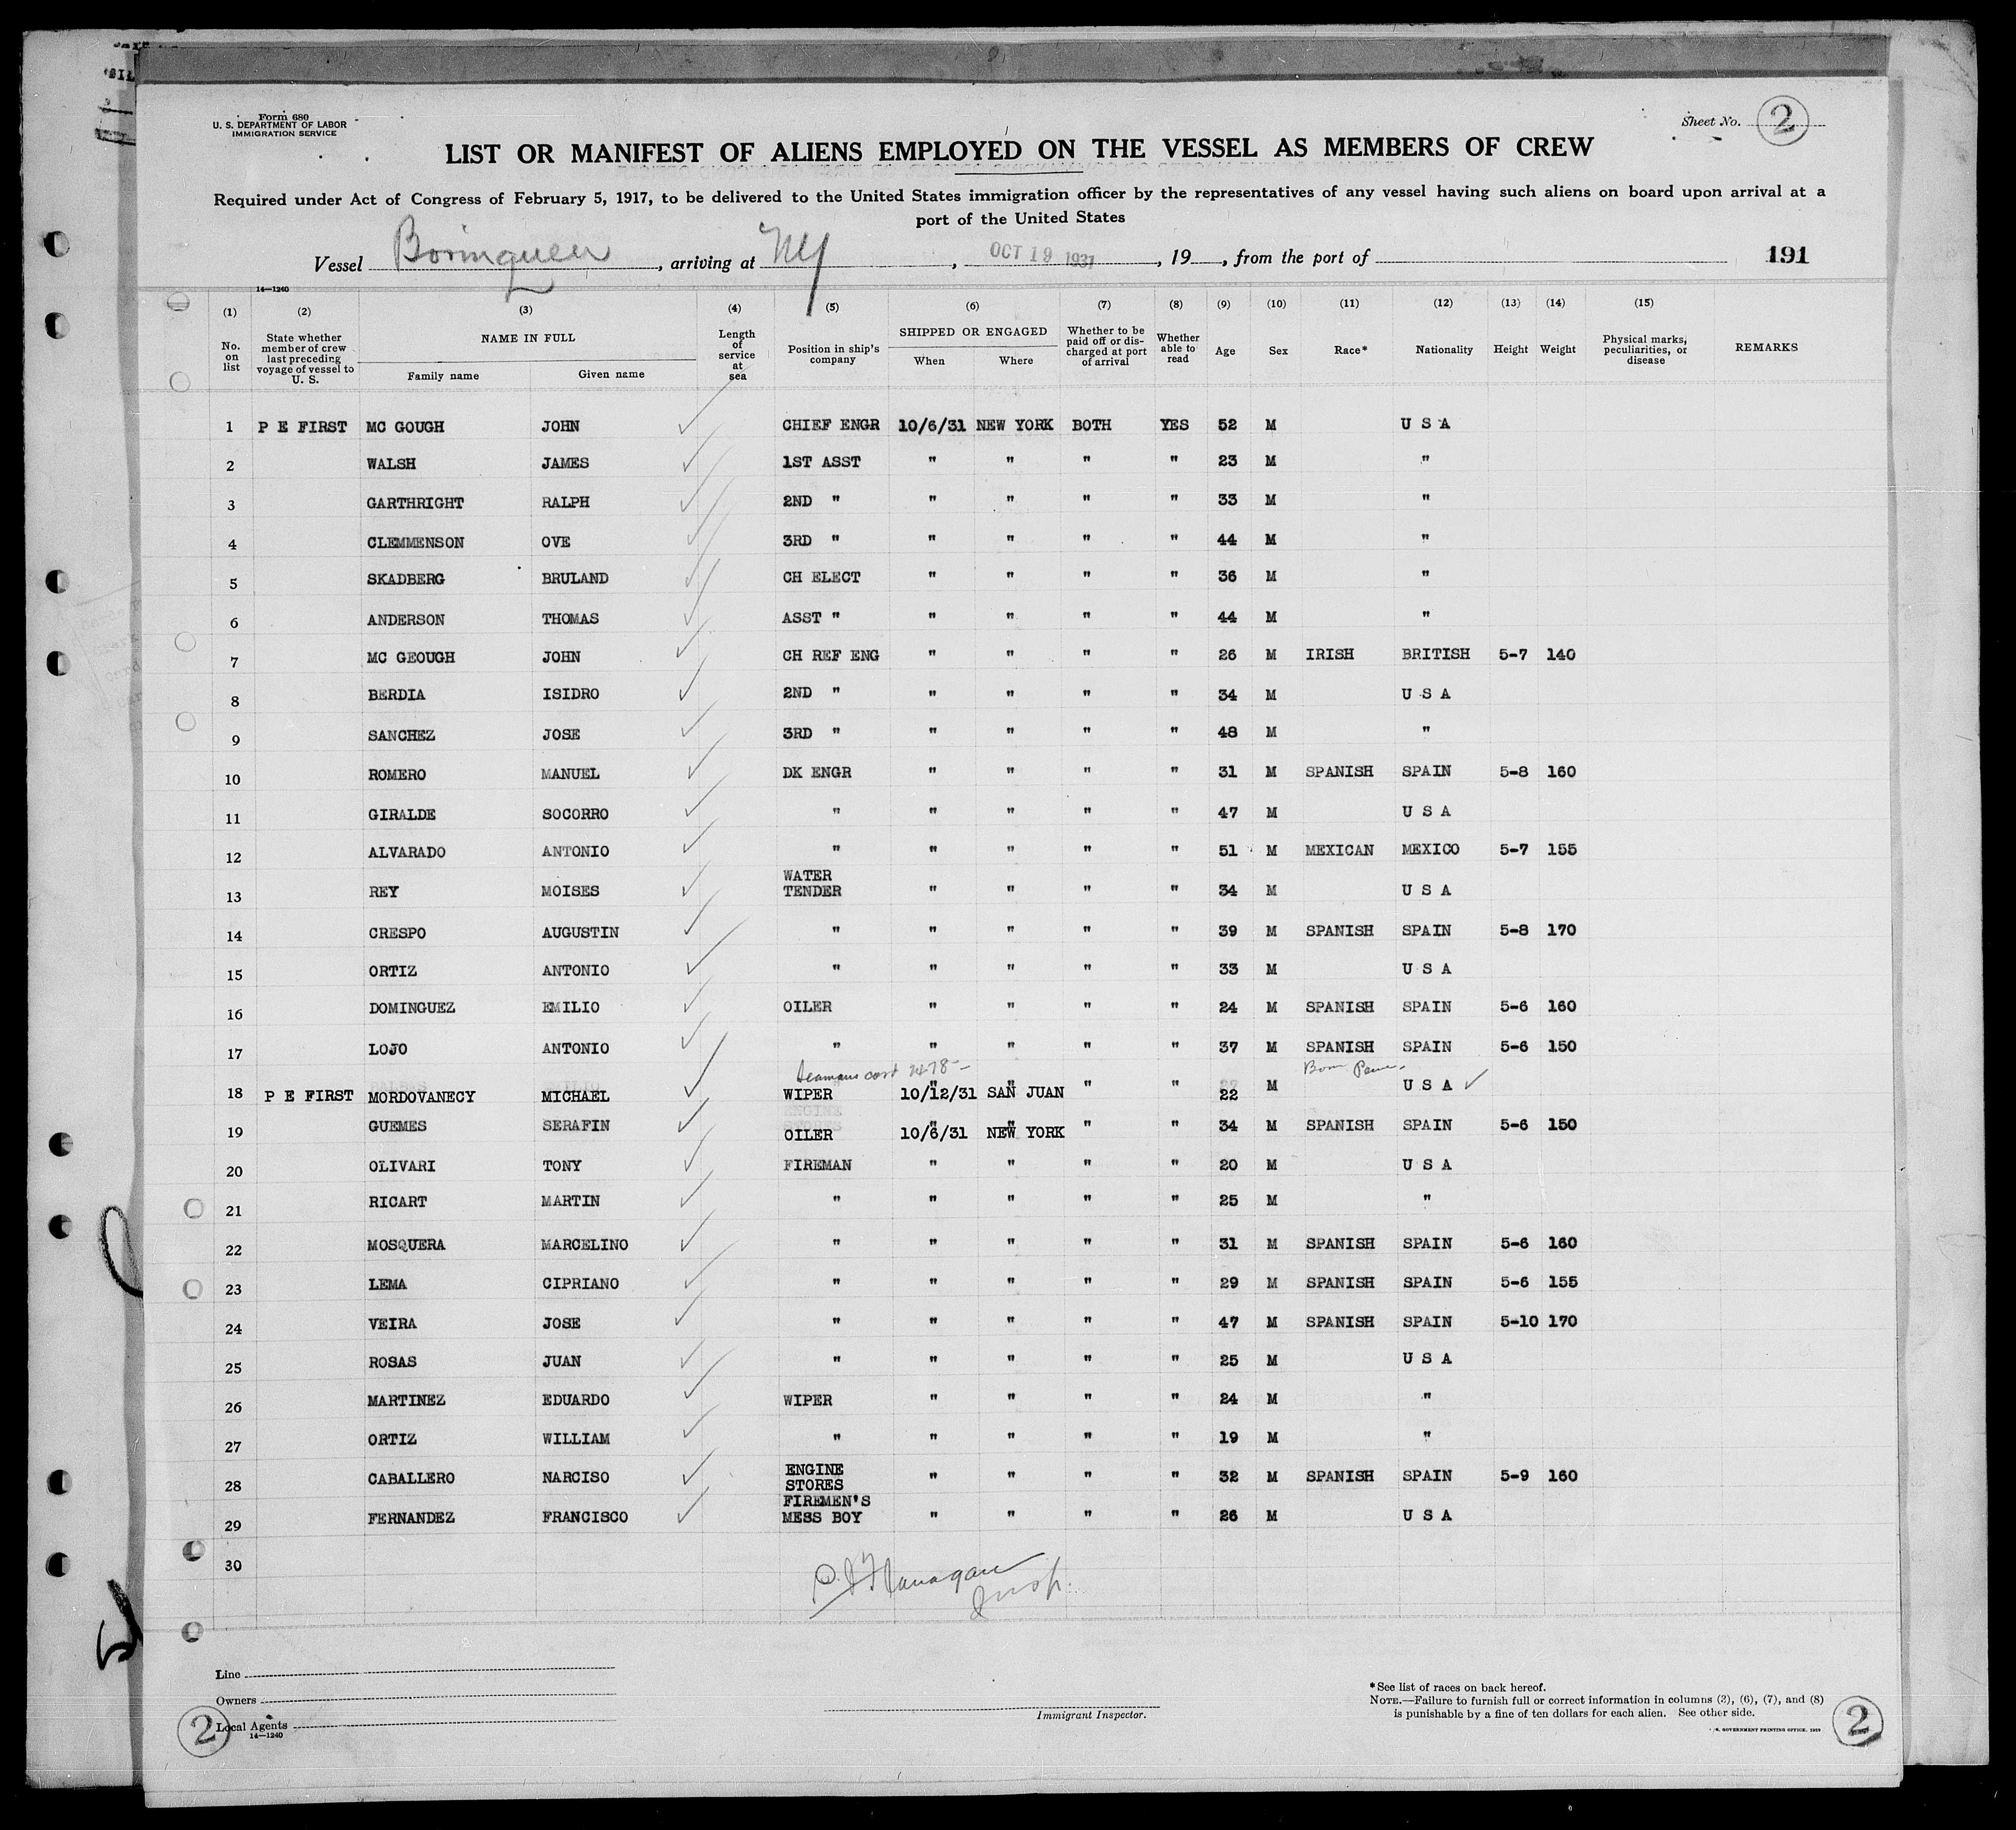 Form 680
U. S. DEPARTMENT OF LABOR
IMMIGRATION SERVICE
Sheet No. 2
LIST OR MANIFEST OF ALIENS EMPLOYED ON THE VESSEL AS MEMBERS OF CREW
Required under Act of Congress of February 5, 1917, to be delivered to the United States immigration officer by the representatives of any vessel having such aliens on board upon arrival at a
port of the United States
Vessel Borinquen, arriving at NY, OCT 19 1931, 19, from the port of 191
14—1240
(1) (2) (3) (4) (5) (6) (7) (8) (9) (10) (11) (12) (13) (14) (15)
No. on list State whether member of crew last preceding voyage of vessel to U. S. NAME IN FULL Family name Given name Length of service at sea Position in ship's company SHIPPED OR ENGAGED When Where Whether to be paid off or discharged at port of arrival Whether able to read Age Sex Race* Nationality Height Weight Physical marks, peculiarities, or disease REMARKS
1 P E FIRST MC GOUGH JOHN CHIEF ENGR 10/6/31 NEW YORK BOTH YES 52 M U S A
2 WALSH JAMES 1ST ASST " " " " 23 M "
3 GARTHRIGHT RALPH 2ND " " " " " 33 M "
4 CLEMMENSON OVE 3RD " " " " " 44 M "
5 SKADBERG BRULAND CH ELECT " " " " 36 M "
6 ANDERSON THOMAS ASST " " " " " 44 M "
7 MC GEOUGH JOHN CH REF ENG " " " " 26 M IRISH BRITISH 5-7 140
8 BERDIA ISIDRO 2ND " " " " " 34 M U S A
9 SANCHEZ JOSE 3RD " " " " " 48 M "
10 ROMERO MANUEL DK ENGR " " " " 31 M SPANISH SPAIN 5-8 160
11 GIRALDE SOCORRO " " " " " 47 M U S A
12 ALVARADO ANTONIO " " " " " 51 M MEXICAN MEXICO 5-7 155
13 REY MOISES WATER TENDER " " " " 34 M U S A
14 CRESPO AUGUSTIN " " " " " 39 M SPANISH SPAIN 5-8 170
15 ORTIZ ANTONIO " " " " " 33 M U S A
16 DOMINGUEZ EMILIO OILER " " " " 24 M SPANISH SPAIN 5-6 160
17 LOJO ANTONIO " " " " " 37 M SPANISH SPAIN 5-6 150
Seamans card 2478 Born Penn.
18 P E FIRST MORDOVANECY MICHAEL WIPER 10/12/31 SAN JUAN " " 22 M U S A
19 GUEMES SERAFIN OILER 10/6/31 NEW YORK " " 34 M SPANISH SPAIN 5-6 150
20 OLIVARI TONY FIREMAN " " " " 20 M U S A
21 RICART MARTIN " " " " " 25 M "
22 MOSQUERA MARCELINO " " " " " 31 M SPANISH SPAIN 5-6 160
23 LEMA CIPRIANO " " " " " 29 M SPANISH SPAIN 5-6 155
24 VEIRA JOSE " " " " " 47 M SPANISH SPAIN 5-10 170
25 ROSAS JUAN " " " " " 25 M U S A
26 MARTINEZ EDUARDO WIPER " " " " 24 M "
27 ORTIZ WILLIAM " " " " " 19 M "
28 CABALLERO NARCISO ENGINE STORES " " " " 32 M SPANISH SPAIN 5-9 160
29 FERNANDEZ FRANCISCO FIREMEN'S MESS BOY " " " " 26 M U S A
30
Flanagan
Insp.
Line
Owners
Local Agents
14—1240
2
Immigrant Inspector.
*See list of races on back hereof.
NOTE.—Failure to furnish full or correct information in columns (3), (6), (7), and (8)
is punishable by a fine of ten dollars for each alien. See other side.
GOVERNMENT PRINTING OFFICE. 1929
2